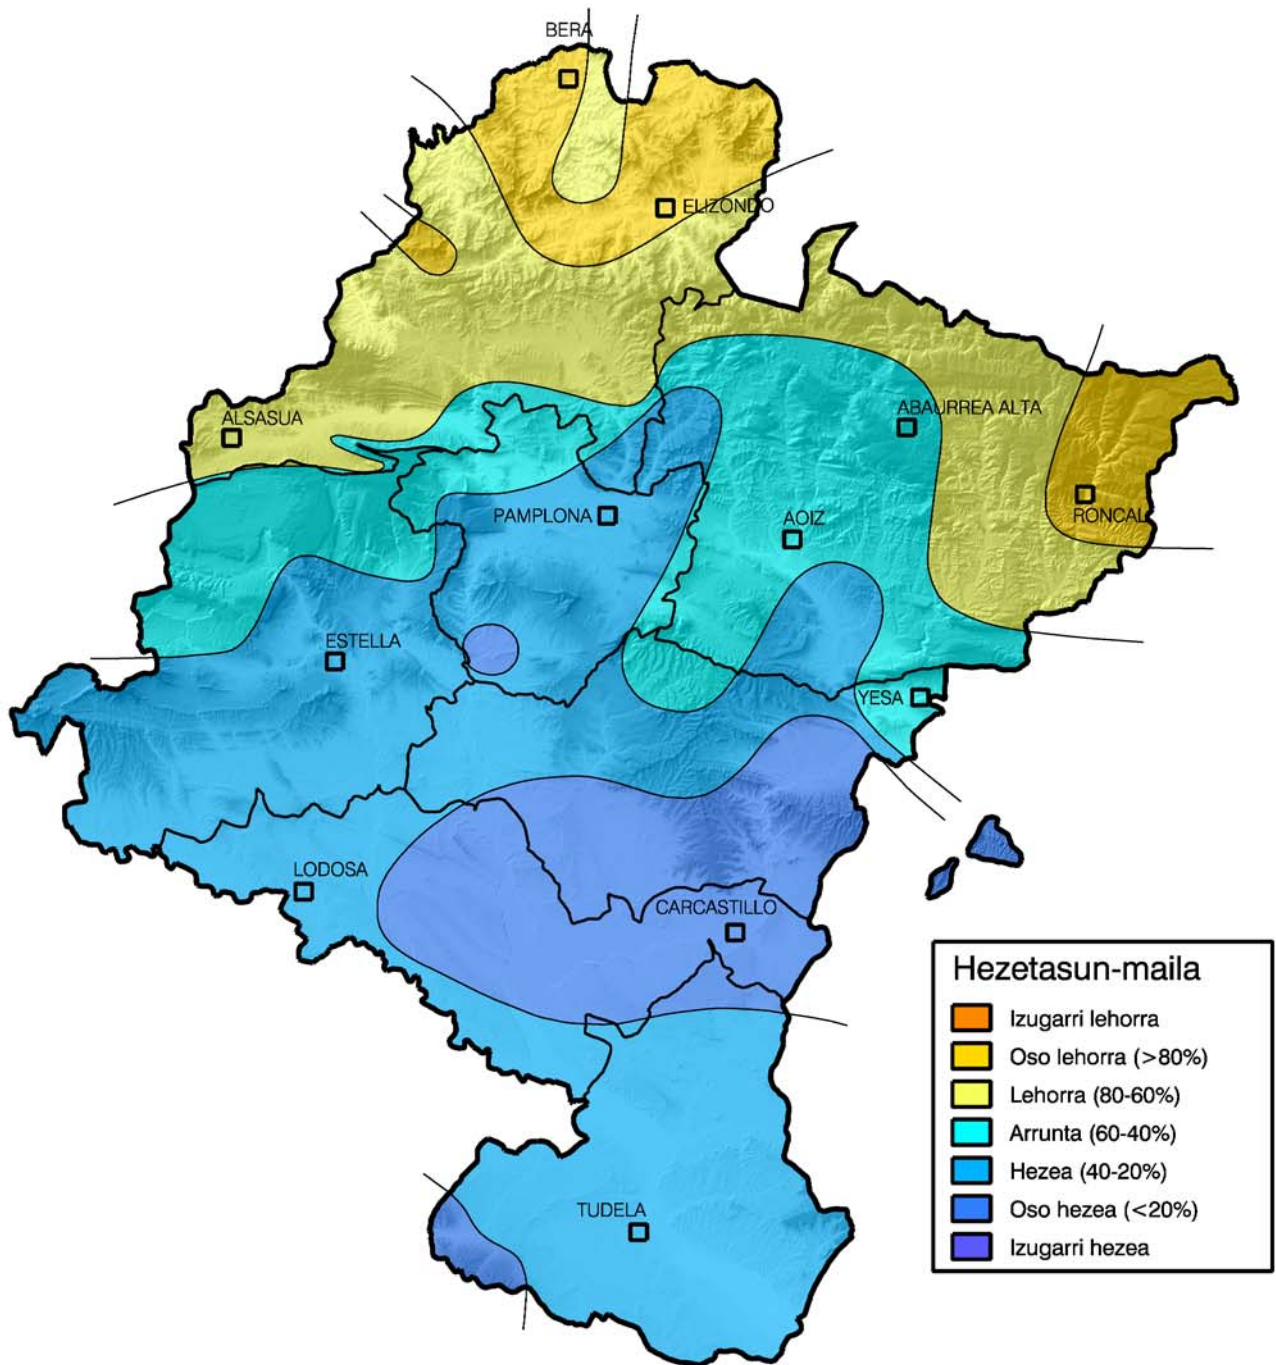 BERA
ELIZONDO
ALSASUA
ABAURREA ALTA
PAMPLONA
AOIZ
RONCAL
ESTELLA
YESA
LODOSA
CARCASTILLO
TUDELA
Hezetasun-maila
Izugarri lehorra
Oso lehorra (>80%)
Lehorra (80-60%)
Arrunta (60-40%)
Hezea (40-20%)
Oso hezea (<20%)
Izugarri hezea